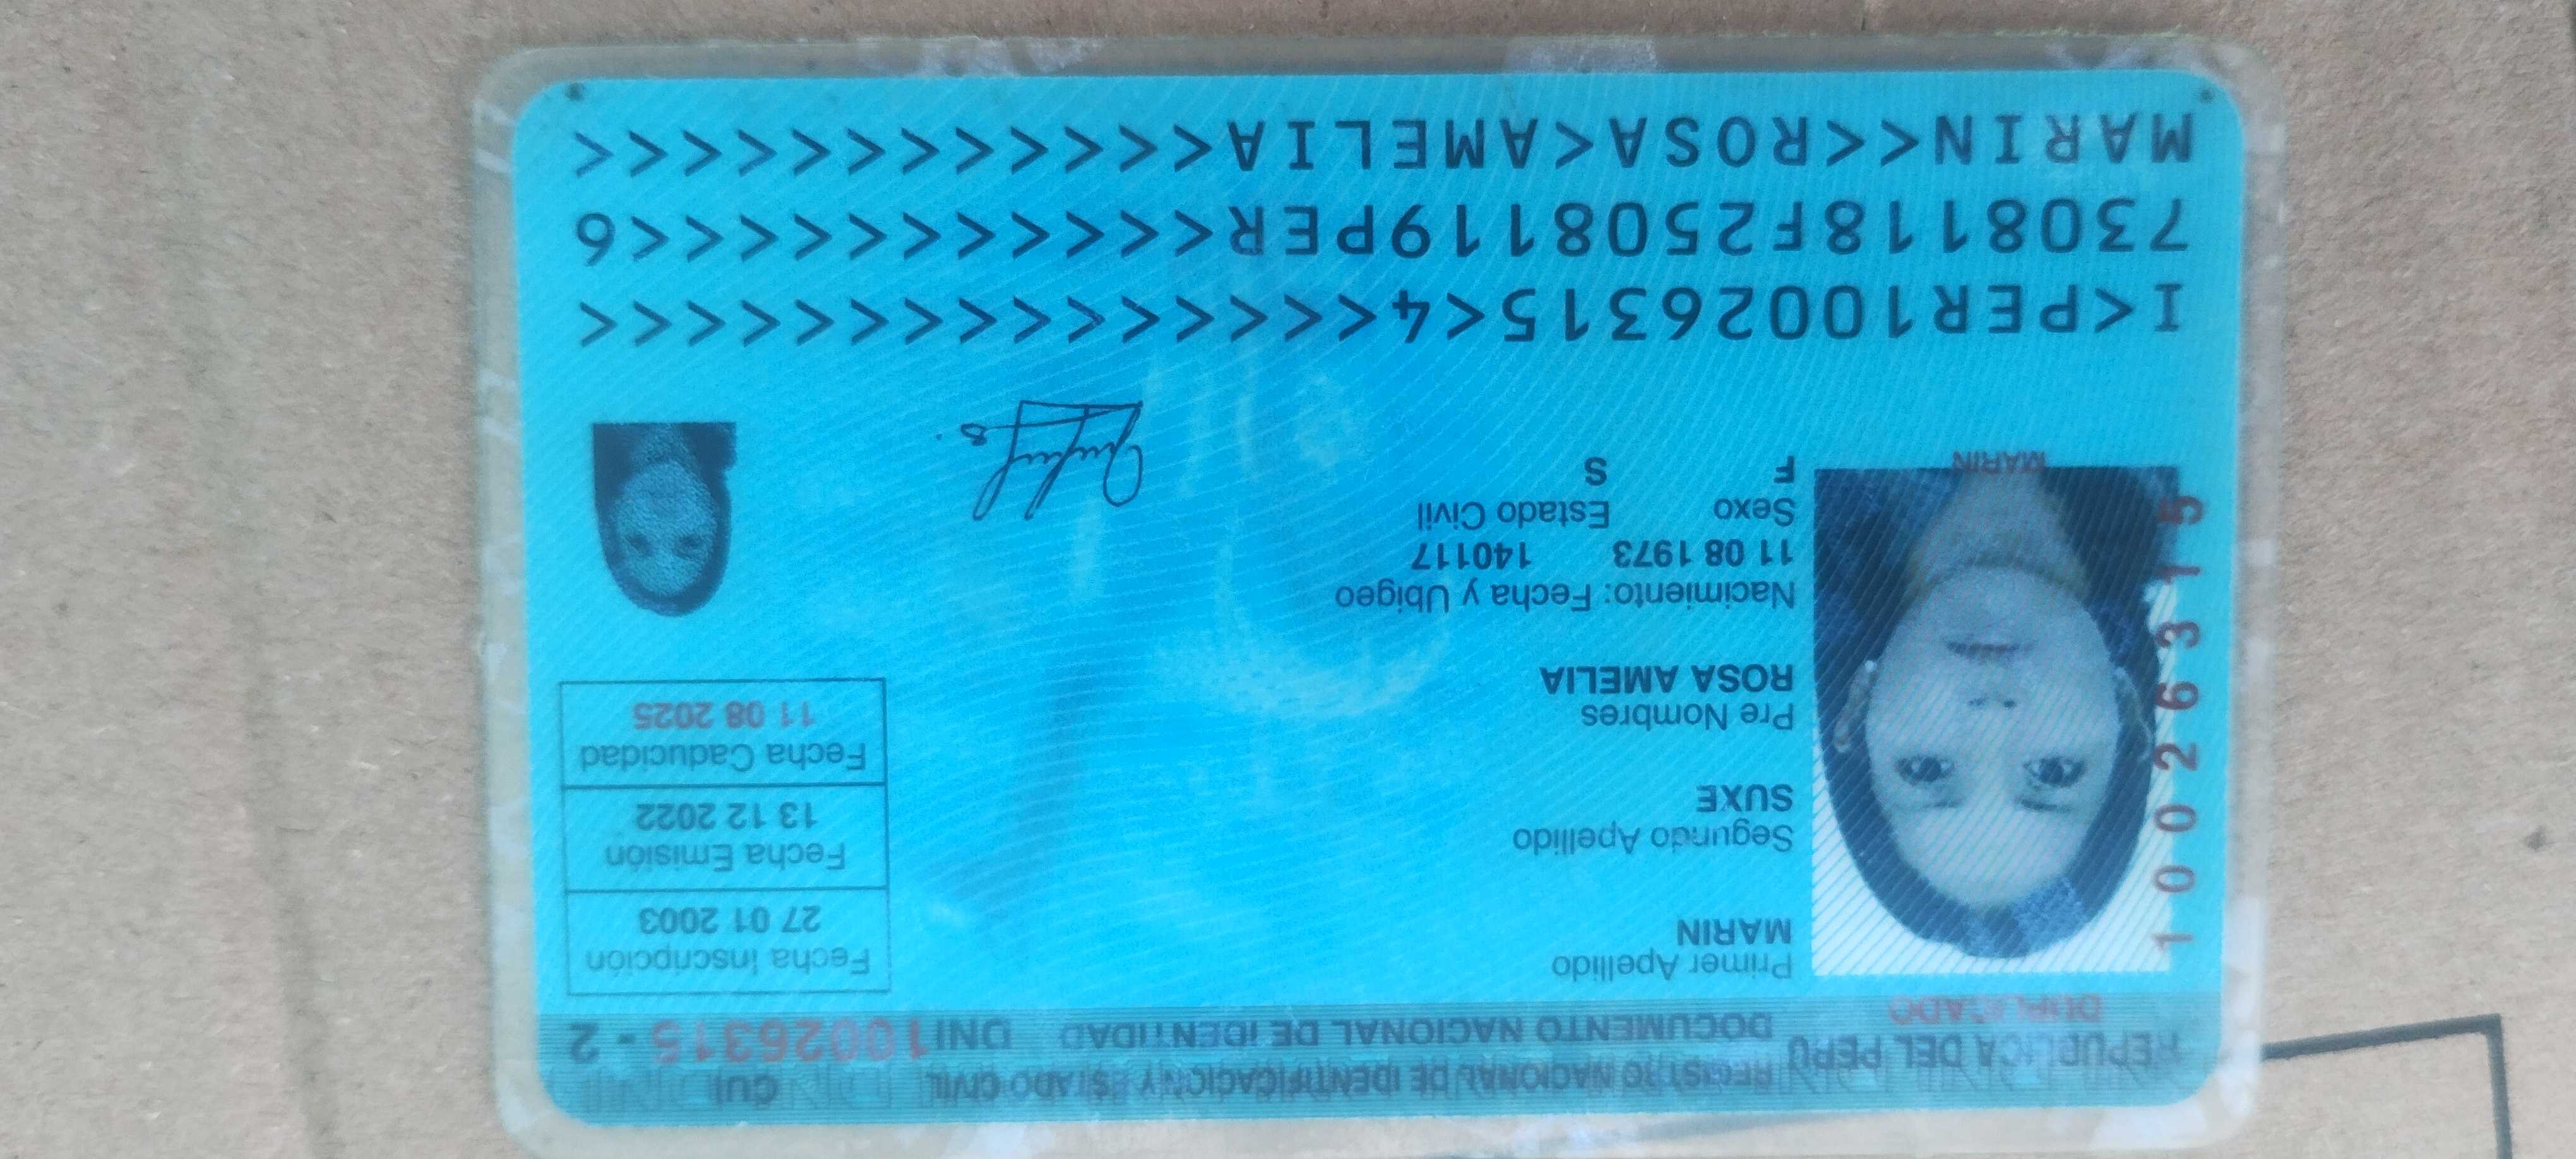 REPUBLICA DEL PERÚ
REGISTRO NACIONAL DE IDENTIFICACION Y ESTADO CIVIL
CUI
DUPLICADO
DOCUMENTO NACIONAL DE IDENTIDAD
DNI 10026315 - 2
Primer Apellido
MARIN
Segundo Apellido
SUXE
Pre Nombres
ROSA AMELIA
Nacimiento: Fecha y Ubigeo
11 08 1973 140117
Sexo Estado Civil
F S
Fecha Inscripción
27 01 2003
Fecha Emisión
13 12 2022
Fecha Caducidad
11 08 2025
10026315
MARIN
I<PER10026315<4<<<<<<<<<<<<<<<
7308118F2508119PER<<<<<<<<<<<6
MARIN<<ROSA<AMELIA<<<<<<<<<<<<